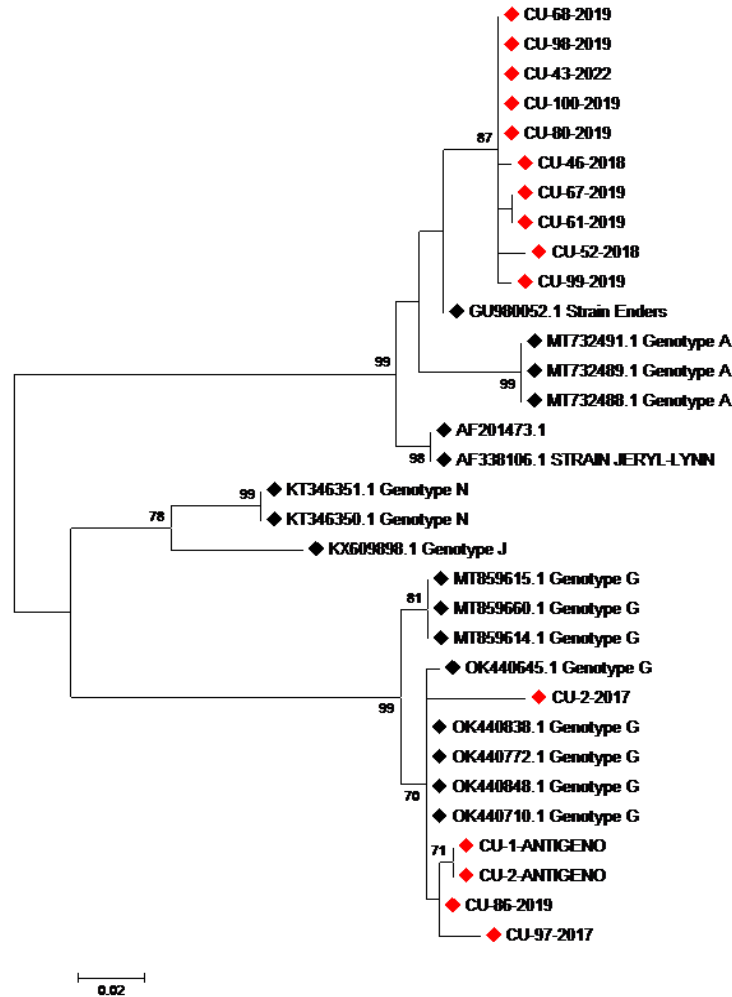 CU-68-2019
CU-98-2019
CU-43-2022
CU-100-2019
CU-80-2019
87
CU-46-2018
CU-67-2019
CU-61-2019
CU-52-2018
CU-99-2019
GU980052.1 Strain Enders
MT732491.1 Genotype A
99
MT732489.1 Genotype A
99
MT732488.1 Genotype A
AF201473.1
98
AF338106.1 STRAIN JERYL-LYNN
99
KT346351.1 Genotype N
78
KT346350.1 Genotype N
KX609898.1 Genotype J
MT859615.1 Genotype G
81
MT859660.1 Genotype G
MT859614.1 Genotype G
OK440645.1 Genotype G
CU-2-2017
99
OK440838.1 Genotype G
OK440772.1 Genotype G
OK440848.1 Genotype G
70
OK440710.1 Genotype G
CU-1-ANTIGENO
71
CU-2-ANTIGENO
CU-86-2019
CU-97-2017
0.02